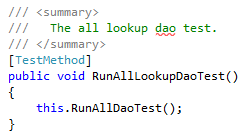 /// <summary>
///   The all lookup dao test.
/// </summary>
[TestMethod]
public void RunAllLookupDaoTest()
{
    this.RunAllDaoTest();
}